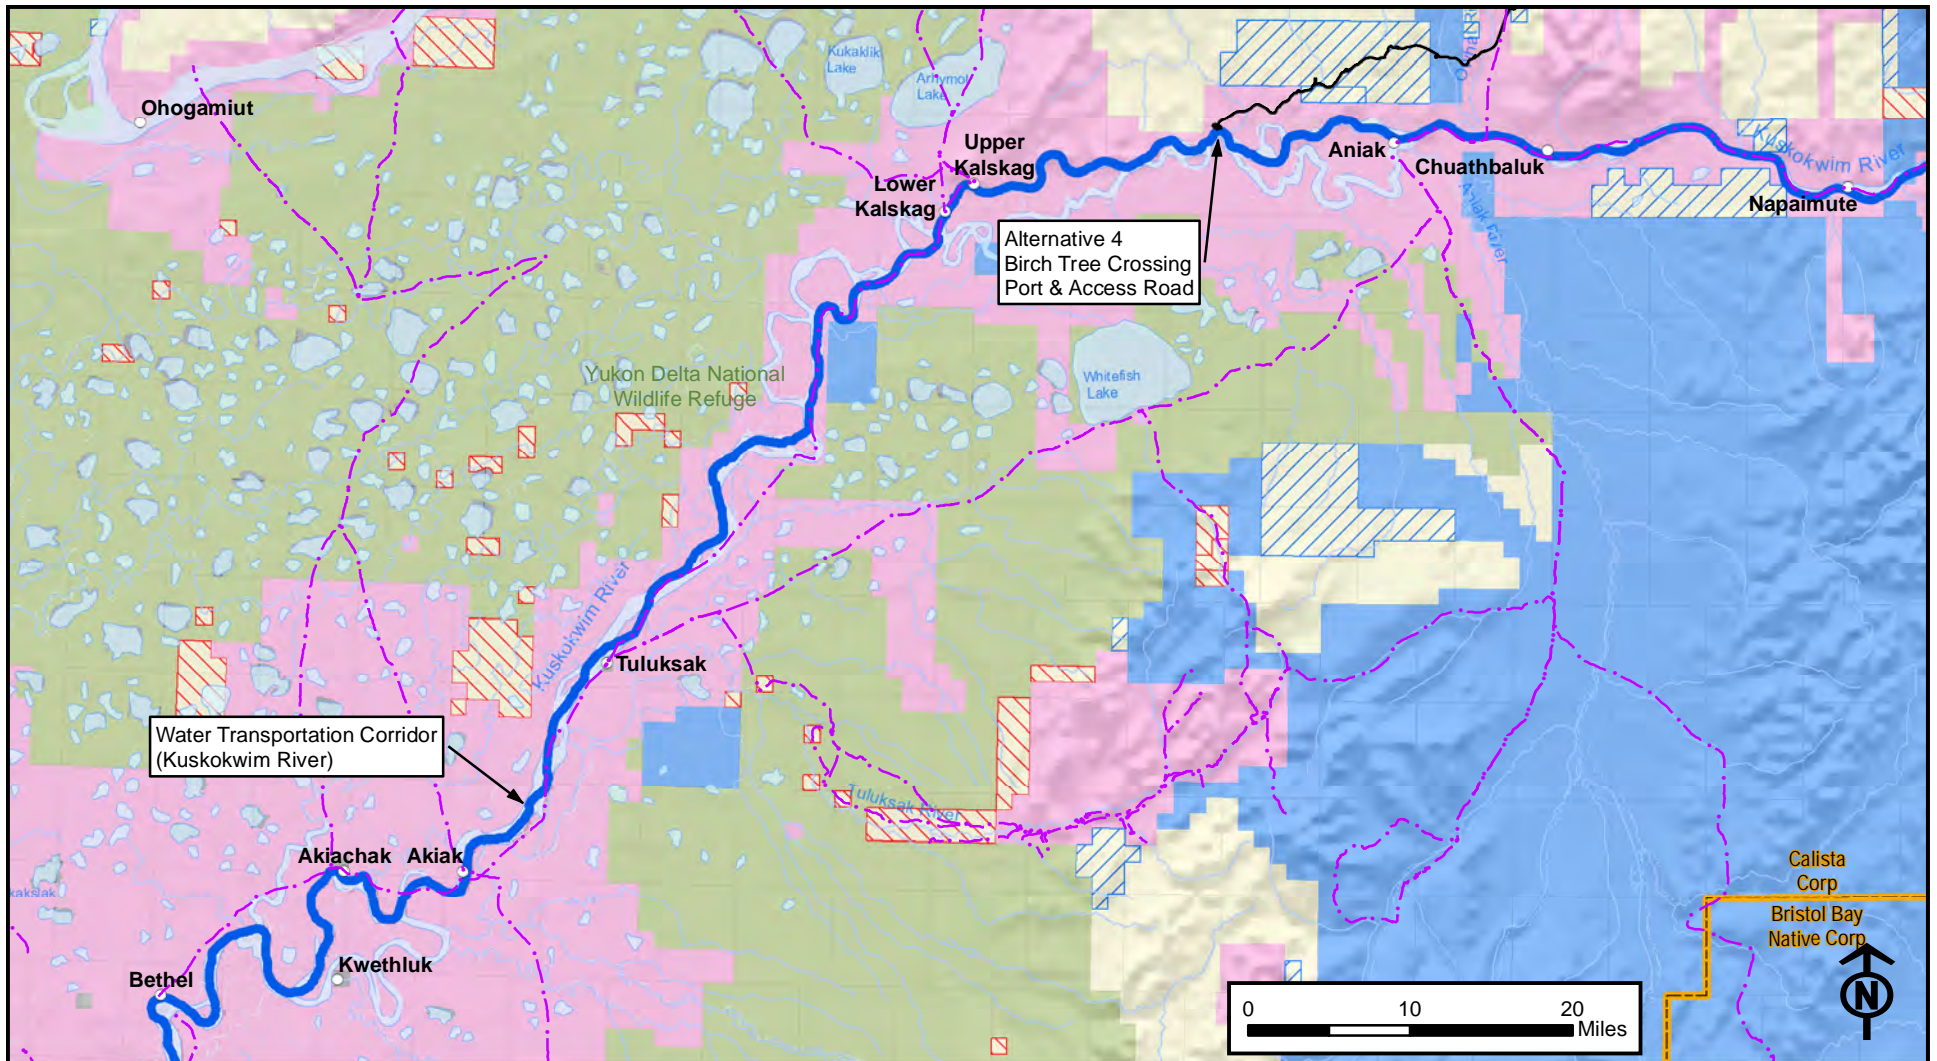 Kukaklik
Lake
Arhymol
Lake
Ohogamiut
Upper
Kalskag
Lower
Kalskag
Aniak
Chuathbaluk
Kuskokwim River
Napaimute
Aniak River
Alternative 4
Birch Tree Crossing
Port & Access Road
Whitefish
Lake
Yukon Delta National
Wildlife Refuge
Kuskokwim River
Tuluksak
Water Transportation Corridor
(Kuskokwim River)
Tuluksak River
Akiachak
Akiak
Calista
Corp
Bristol Bay
Native Corp
Kwethluk
Bethel
N
0
10
20
Miles